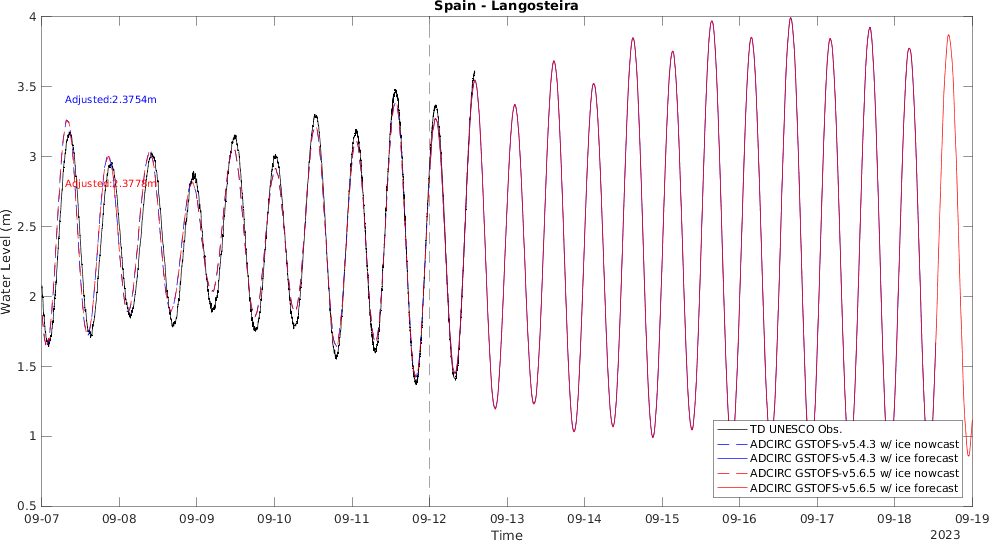 Spain - Langosteira
4
3.5
3
2.5
2
1.5
1
0.5
Water Level (m)
Adjusted:2.3754m
Adjusted:2.3778m
TD UNESCO Obs.
ADCIRC GSTOFS-v5.4.3 w/ ice nowcast
ADCIRC GSTOFS-v5.4.3 w/ ice forecast
ADCIRC GSTOFS-v5.6.5 w/ ice nowcast
ADCIRC GSTOFS-v5.6.5 w/ ice forecast
09-07 09-08 09-09 09-10 09-11 09-12 09-13 09-14 09-15 09-16 09-17 09-18 09-19
Time
2023